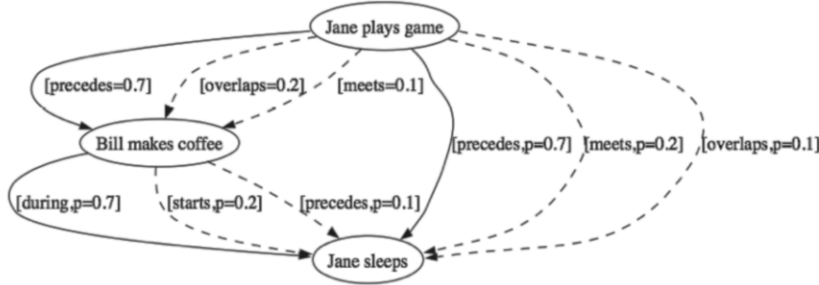 Jane plays game
[precedes=0.7]
[overlaps=0.2]
[meets=0.1]
Bill makes coffee
[precedes,p=0.7]
[meets,p=0.2]
[overlaps,p=0.1]
[during,p=0.7]
[starts,p=0.2]
[precedes,p=0.1]
Jane sleeps